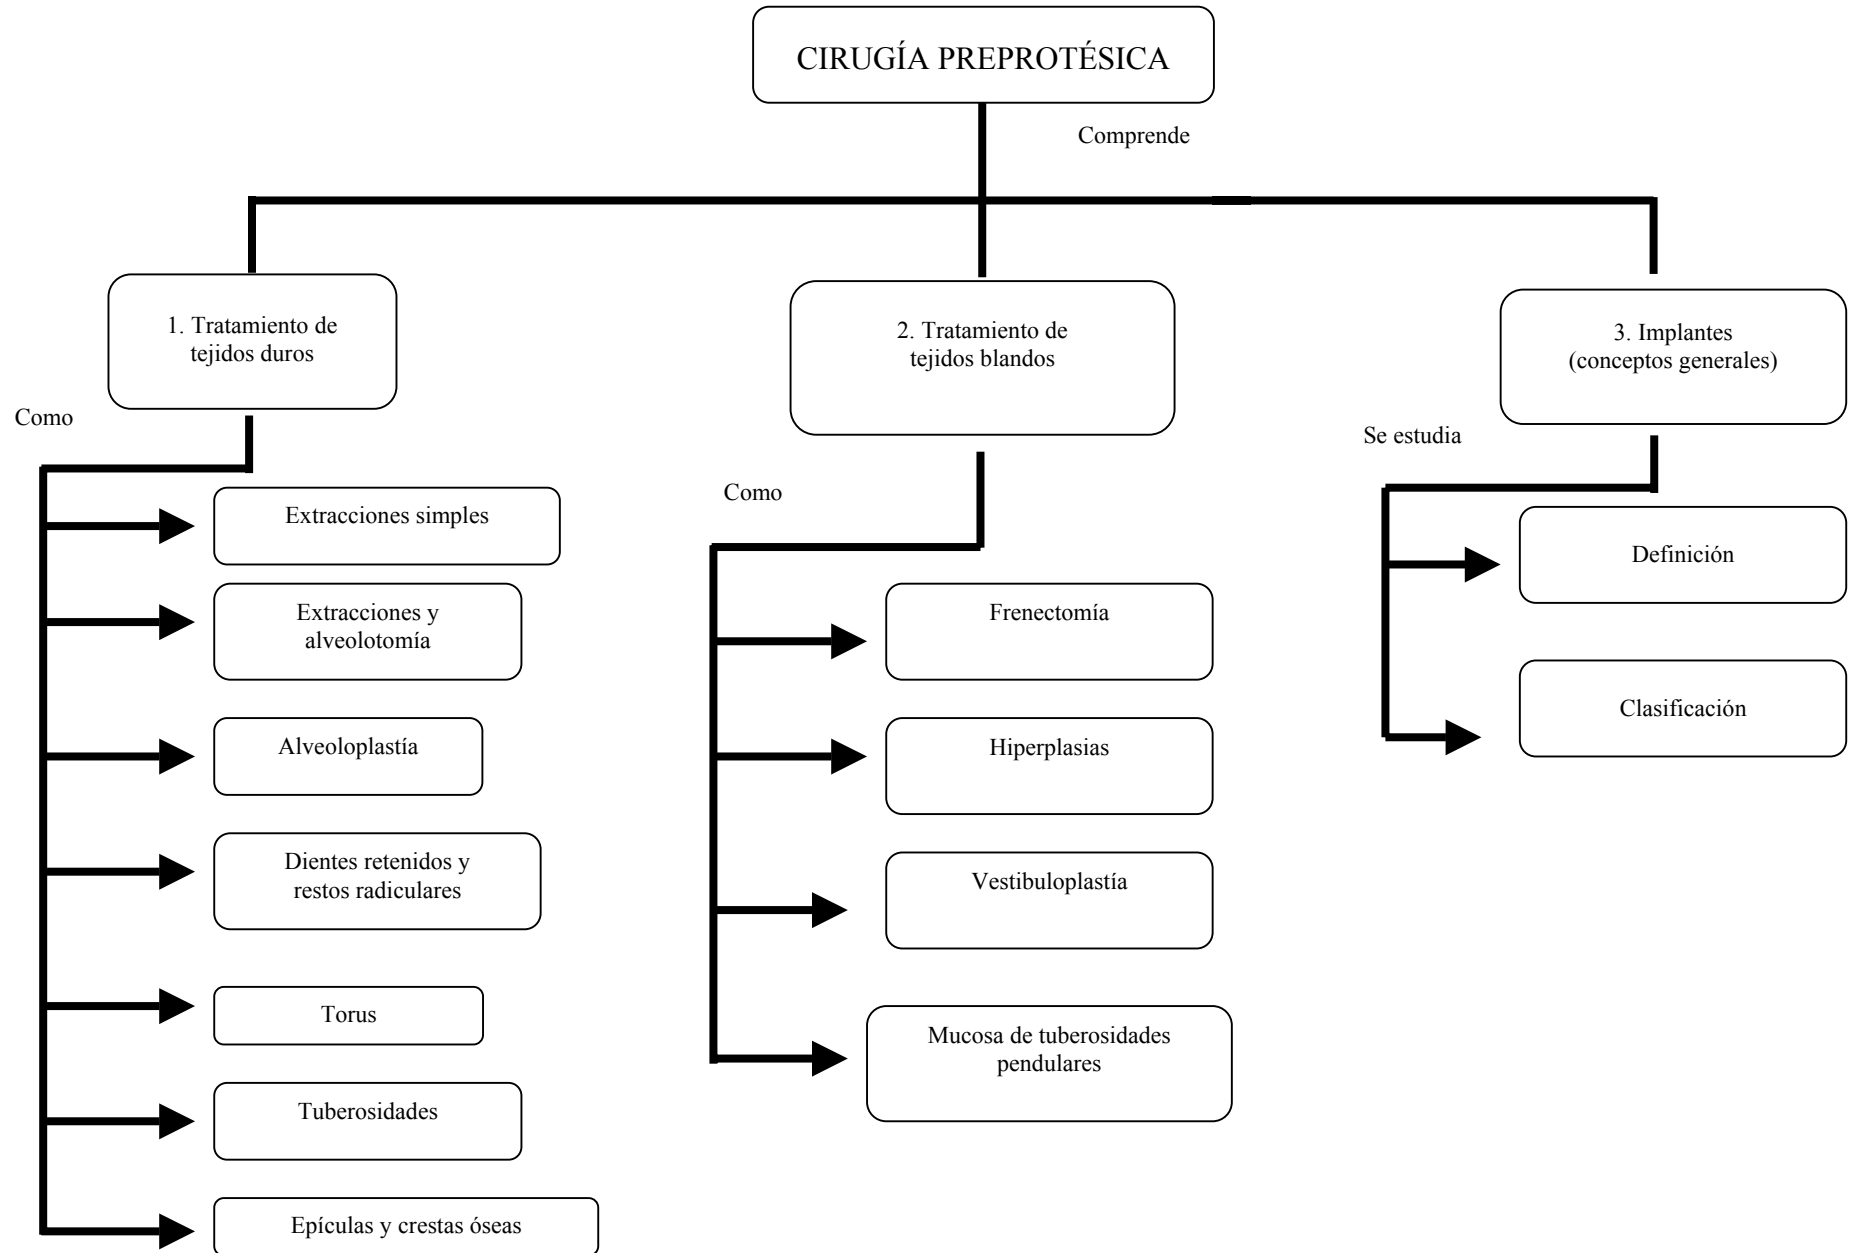 CIRUGÍA PREPROTÉSICA
Comprende
1. Tratamiento de
tejidos duros
Como
Extracciones simples
Extracciones y
alveolotomía
Alveoloplastía
Dientes retenidos y
restos radiculares
Torus
Tuberosidades
Epículas y crestas óseas
2. Tratamiento de
tejidos blandos
Como
Frenectomía
Hiperplasias
Vestibuloplastía
Mucosa de tuberosidades
pendulares
3. Implantes
(conceptos generales)
Se estudia
Definición
Clasificación